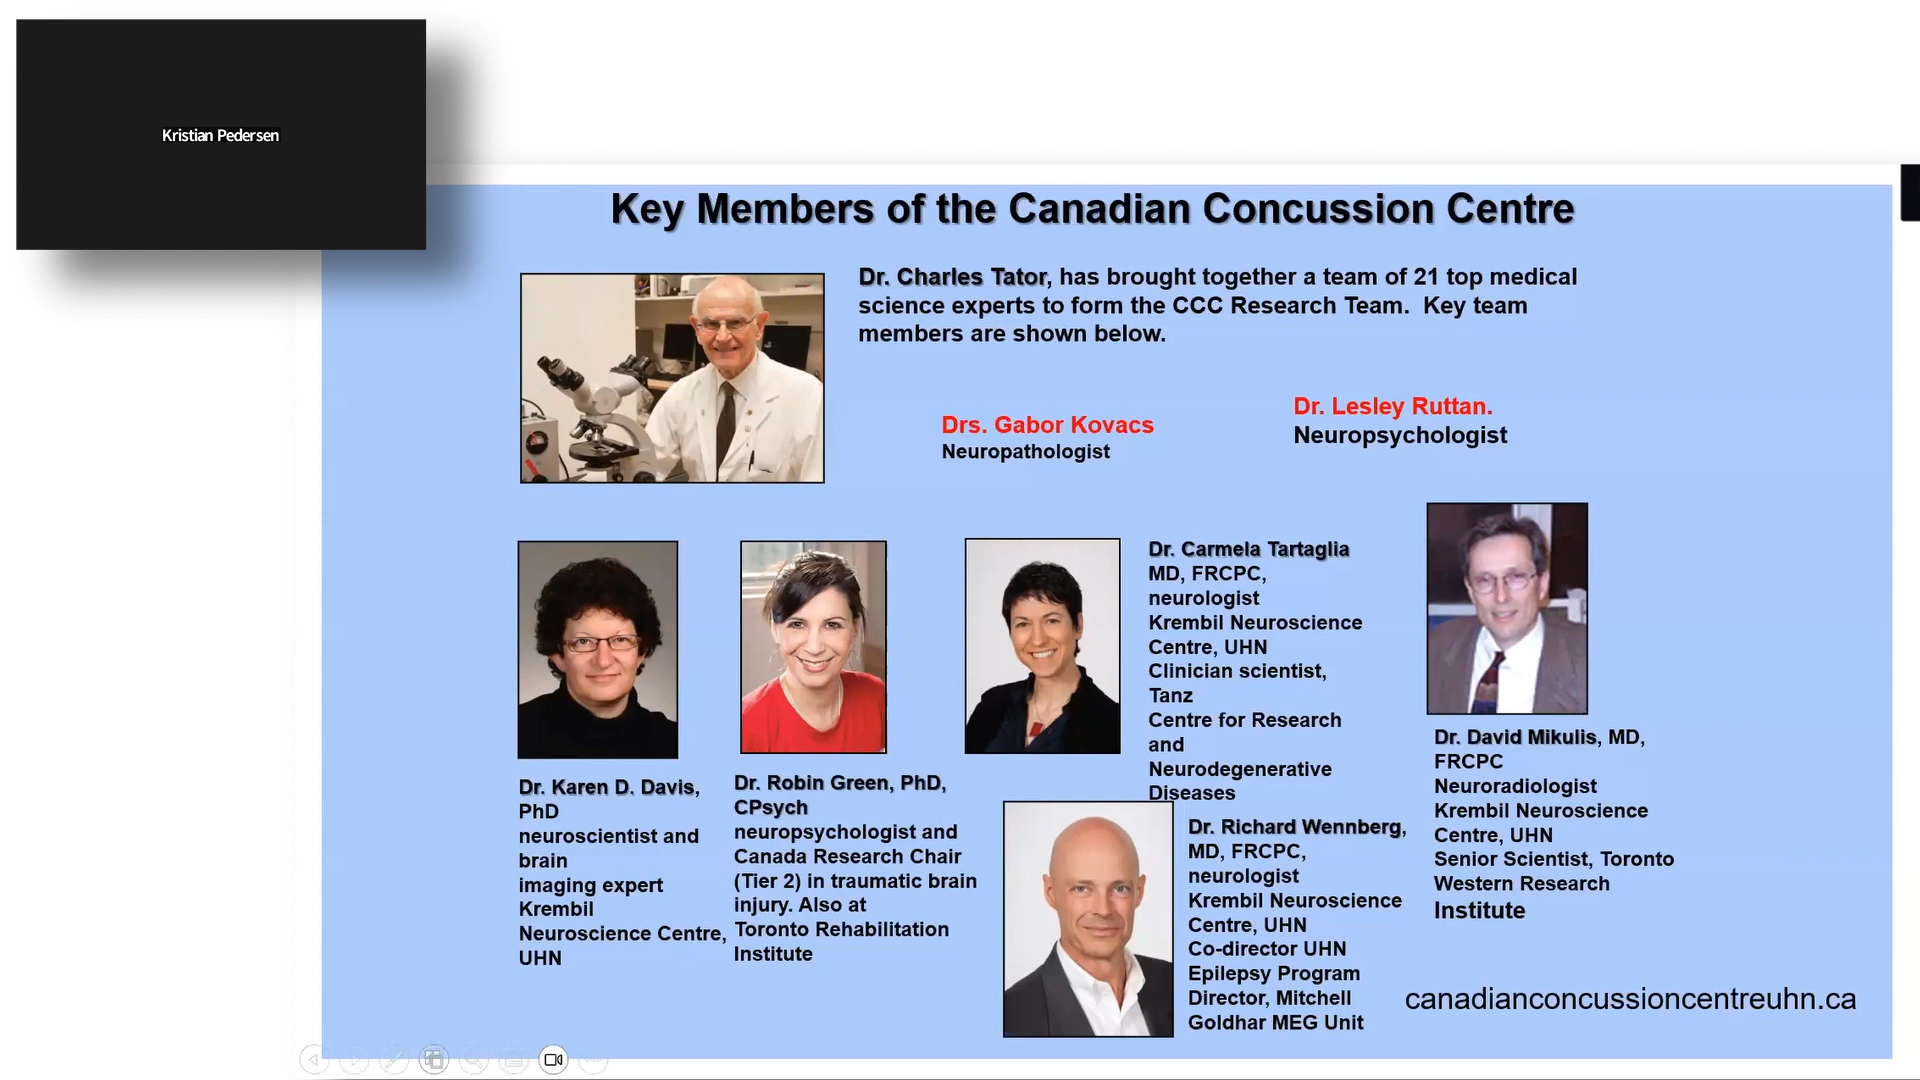 Kristian Pedersen
Key Members of the Canadian Concussion Centre
Dr. Charles Tator, has brought together a team of 21 top medical
science experts to form the CCC Research Team.  Key team
members are shown below.
Drs. Gabor Kovacs
Neuropathologist
Dr. Lesley Ruttan.
Neuropsychologist
Dr. Karen D. Davis,
PhD
neuroscientist and
brain
imaging expert
Krembil
Neuroscience Centre,
UHN
Dr. Robin Green, PhD,
CPsych
neuropsychologist and
Canada Research Chair
(Tier 2) in traumatic brain
injury. Also at
Toronto Rehabilitation
Institute
Dr. Carmela Tartaglia
MD, FRCPC,
neurologist
Krembil Neuroscience
Centre, UHN
Clinician scientist,
Tanz
Centre for Research
and
Neurodegenerative
Diseases
Dr. Richard Wennberg,
MD, FRCPC,
neurologist
Krembil Neuroscience
Centre, UHN
Co-director UHN
Epilepsy Program
Director, Mitchell
Goldhar MEG Unit
Dr. David Mikulis, MD,
FRCPC
Neuroradiologist
Krembil Neuroscience
Centre, UHN
Senior Scientist, Toronto
Western Research
Institute
canadianconcussioncentreuhn.ca